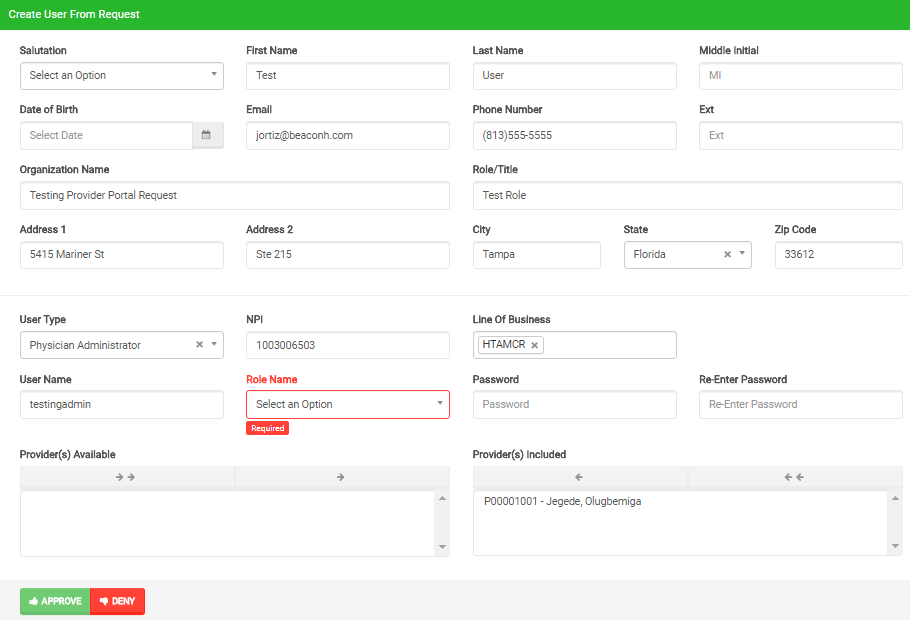 Create User From Request
Salutation First Name Last Name Middle Initial
Select an Option Test User MI
Date of Birth Email Phone Number Ext
Select Date jortiz@beaconh.com (813)555-5555 Ext
Organization Name Role/Title
Testing Provider Portal Request Test Role
Address 1 Address 2 City State Zip Code
5415 Mariner St Ste 215 Tampa Florida 33612
User Type NPI Line Of Business
Physician Administrator 1003006503 HTAMCR
User Name Role Name Password Re-Enter Password
testingadmin Select an Option Password Re-Enter Password
Required
Provider(s) Available Provider(s) Included
P00001001 - Jegede, Olugbemiga
APPROVE DENY